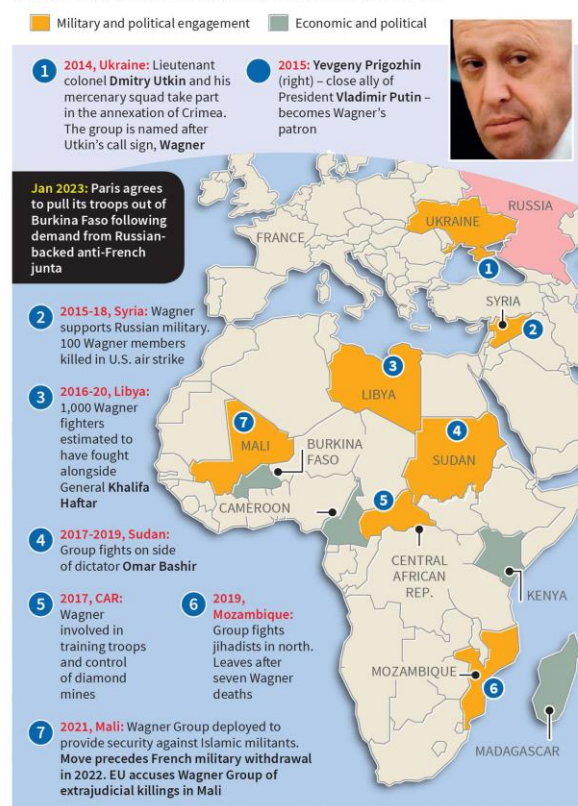 Military and political engagement
Economic and political
1
2014, Ukraine: Lieutenant
colonel Dmitry Utkin and his
mercenary squad take part
in the annexation of Crimea.
The group is named after
Utkin's call sign, Wagner
2015: Yevgeny Prigozhin
(right) – close ally of
President Vladimir Putin –
becomes Wagner's
patron
Jan 2023: Paris agrees
to pull its troops out of
Burkina Faso following
demand from Russian-
backed anti-French
junta
2
2015-18, Syria: Wagner
supports Russian military.
100 Wagner members
killed in U.S. air strike
3
2016-20, Libya:
1,000 Wagner
fighters
estimated to
have fought
alongside
General Khalifa
Haftar
4
2017-2019, Sudan:
Group fights on side
of dictator Omar Bashir
5
2017, CAR:
Wagner
involved in
training troops
and control
of diamond
mines
6
2019,
Mozambique:
Group fights
jihadists in north.
Leaves after
seven Wagner
deaths
7
2021, Mali: Wagner Group deployed to
provide security against Islamic militants.
Move precedes French military withdrawal
in 2022. EU accuses Wagner Group of
extrajudicial killings in Mali
RUSSIA
UKRAINE
FRANCE
1
SYRIA
2
3
LIBYA
7
MALI
4
SUDAN
BURKINA
FASO
CAMEROON
5
CENTRAL
AFRICAN
REP.
KENYA
MOZAMBIQUE
6
MADAGASCAR